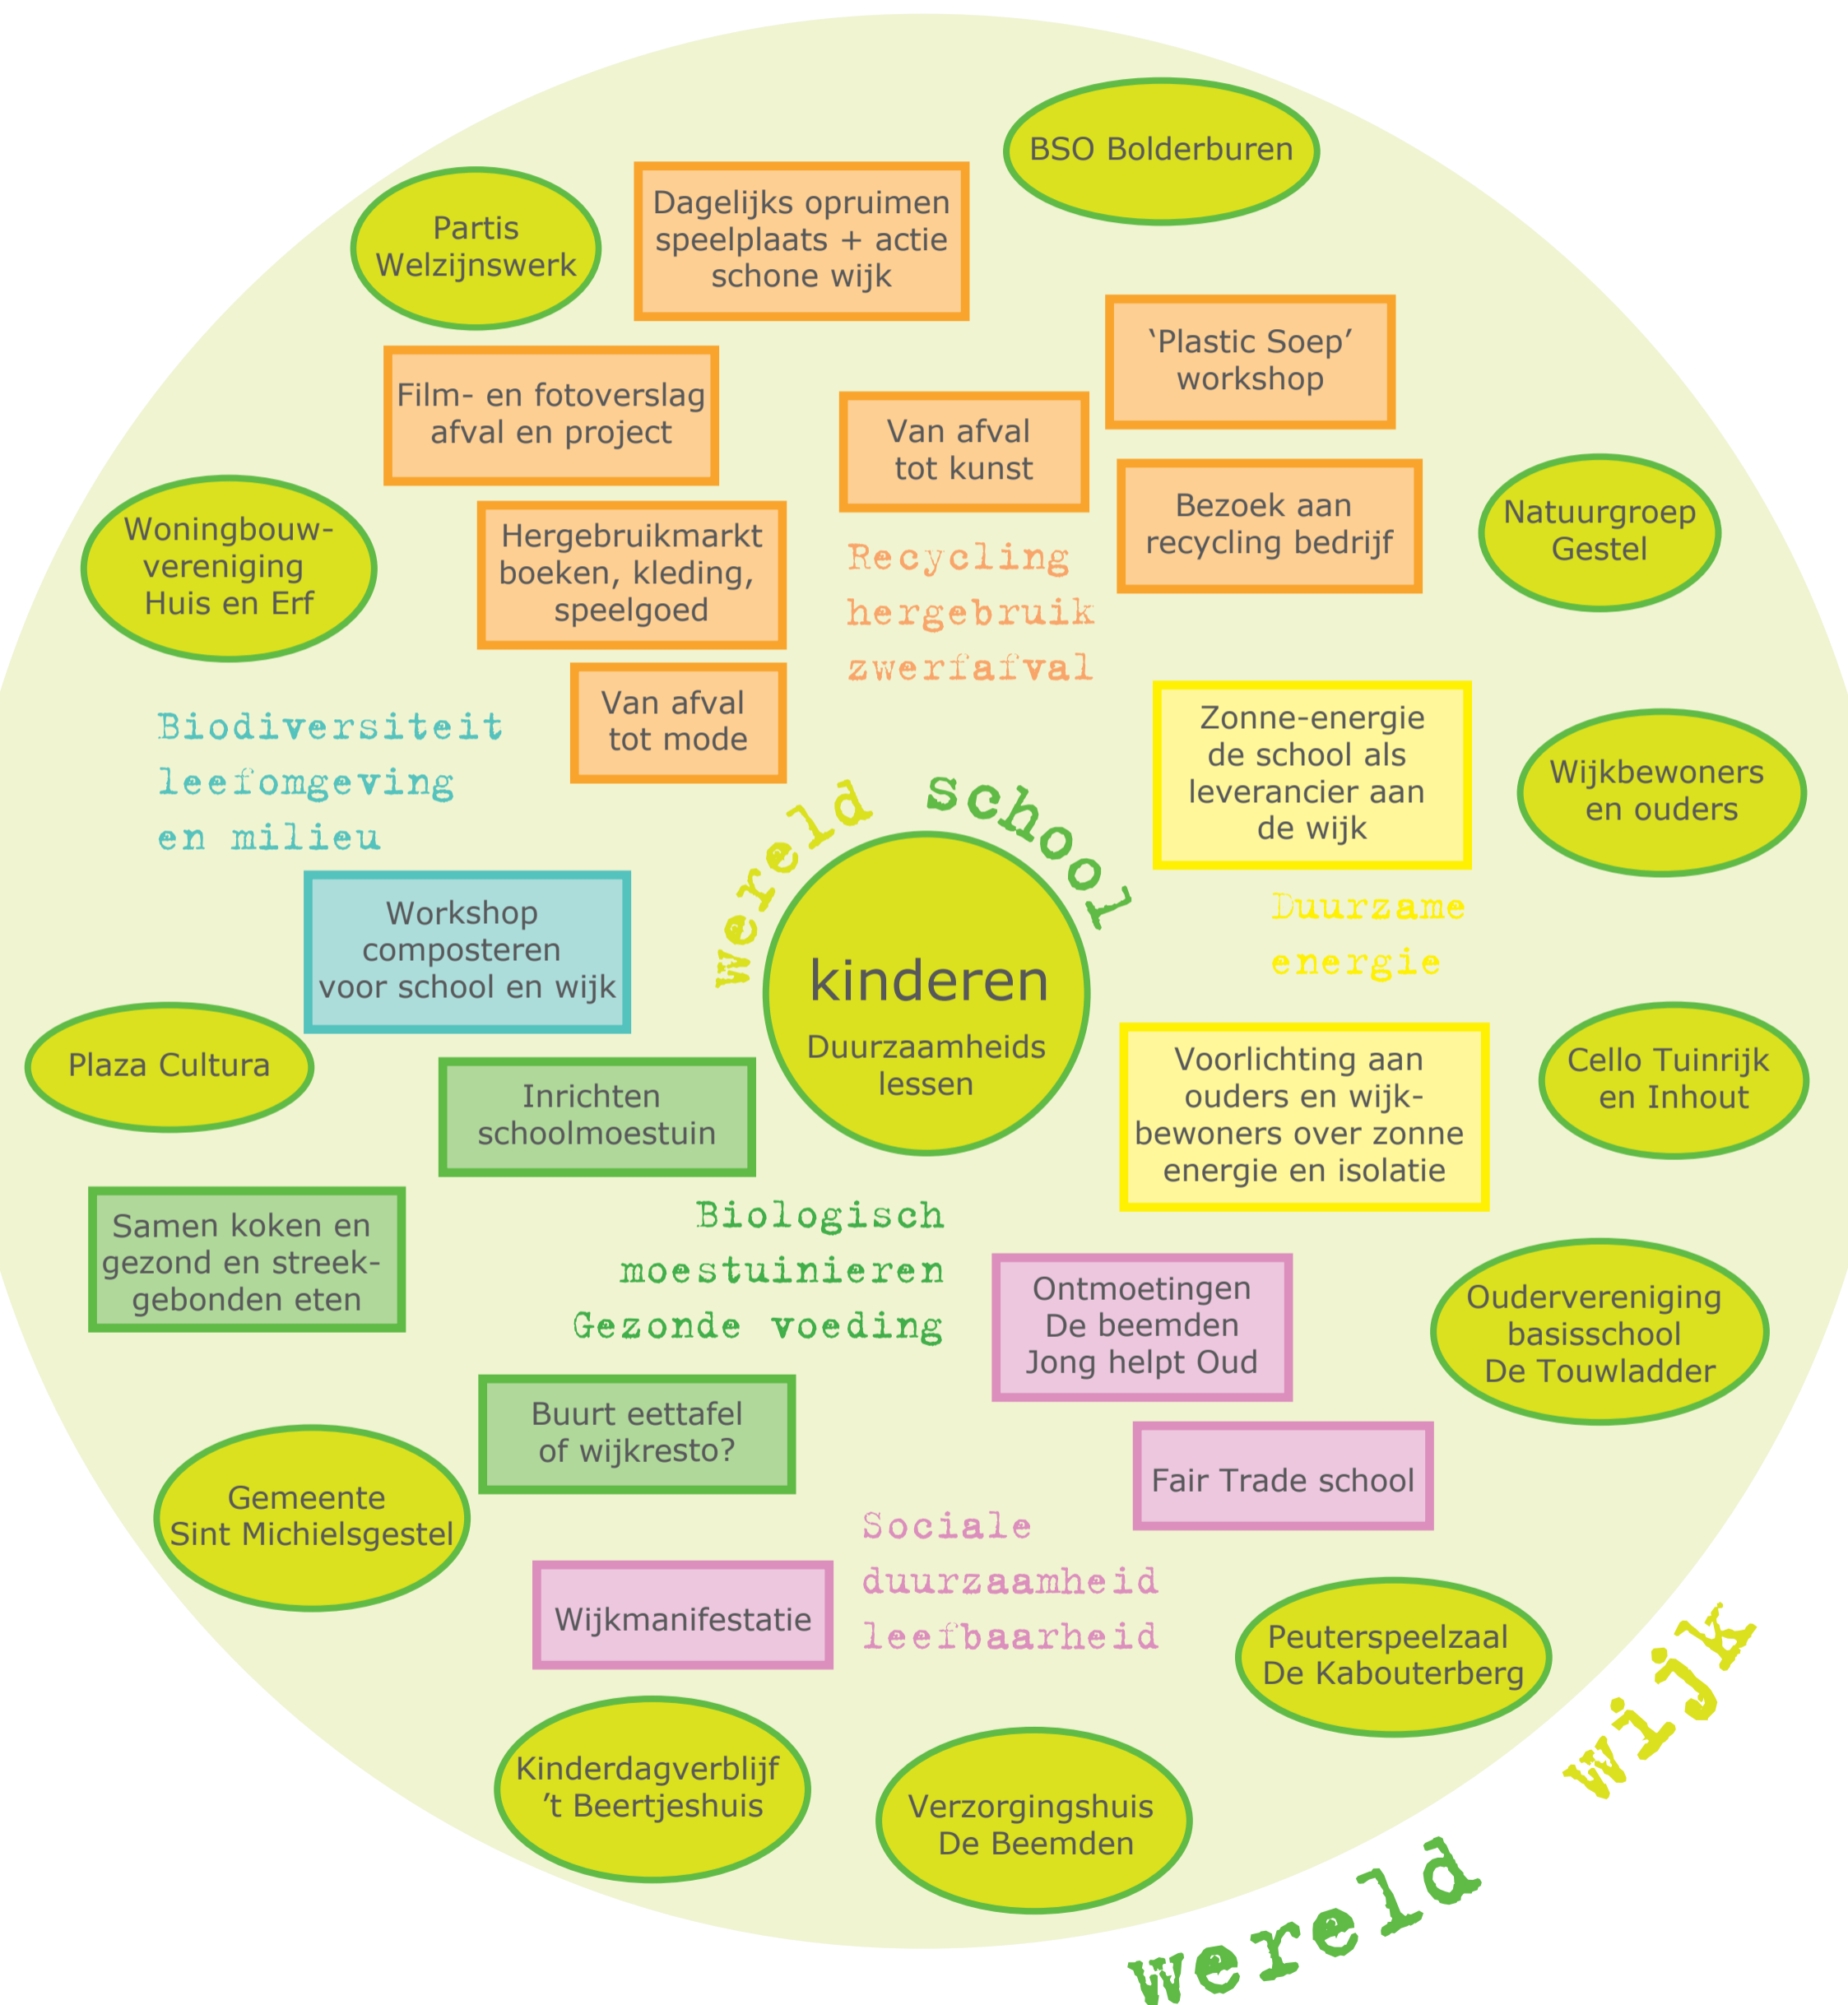 BSO Bolderburen
Partis
Welzijnswerk
Dagelijks opruimen
speelplaats + actie
schone wijk
‘Plastic Soep’
workshop
Film- en fotoverslag
afval en project
Van afval
tot kunst
Bezoek aan
recycling bedrijf
Natuurgroep
Gestel
Woningbouw-
vereniging
Huis en Erf
Hergebruikmarkt
boeken, kleding,
speelgoed
Recycling
hergebruik
zwerfafval
Van afval
tot mode
Biodiversiteit
leefomgeving
en milieu
Zonne-energie
de school als
leverancier aan
de wijk
Wijkbewoners
en ouders
wereld school
kinderen
Duurzaamheids
lessen
Duurzame
energie
Workshop
composteren
voor school en wijk
Plaza Cultura
Cello Tuinrijk
en Inhout
Voorlichting aan
ouders en wijk-
bewoners over zonne
energie en isolatie
Inrichten
schoolmoestuin
Samen koken en
gezond en streek-
gebonden eten
Biologisch
moestuinieren
Gezonde voeding
Ontmoetingen
De beemden
Jong helpt Oud
Oudervereniging
basisschool
De Touwladder
Buurt eettafel
of wijkresto?
Fair Trade school
Gemeente
Sint Michielsgestel
Sociale
duurzaamheid
leefbaarheid
Wijkmanifestatie
Peuterspeelzaal
De Kabouterberg
Kinderdagverblijf
’t Beertjeshuis
Verzorgingshuis
De Beemden
wereld wijk